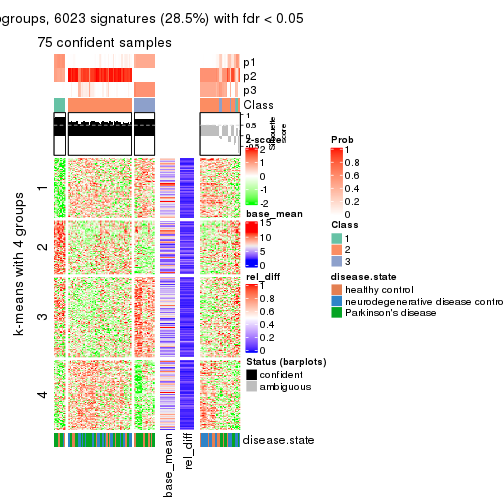 ogroups, 6023 signatures (28.5%) with fdr < 0.05
75 confident samples
p1
p2
p3
Class
1
0.5
0
-0.5
Silhouette
score
k-means with 4 groups
1
2
3
4
base_mean
rel_diff
disease.state
z-score
2
1
0
-1
-2
base_mean
15
10
5
0
rel_diff
1
0.8
0.6
0.4
0.2
0
Status (barplots)
confident
ambiguous
Prob
1
0.8
0.6
0.4
0.2
0
Class
1
2
3
disease.state
healthy control
neurodegenerative disease contro
Parkinson's disease